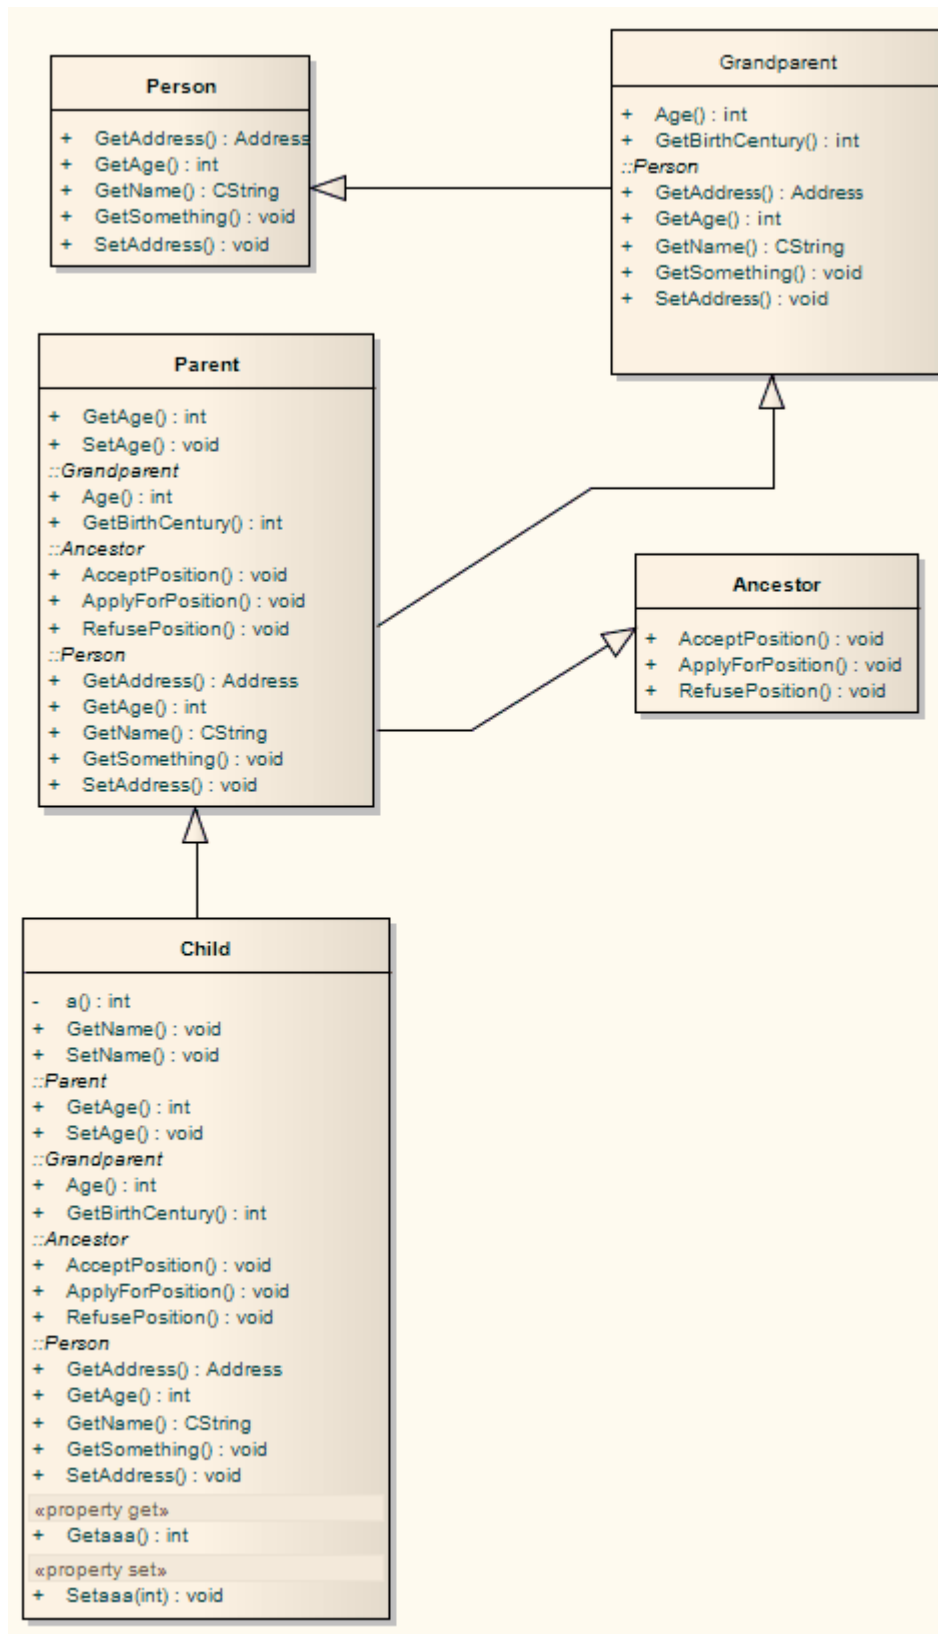 Person
+ GetAddress() : Address
+ GetAge() : int
+ GetName() : CString
+ GetSomething() : void
+ SetAddress() : void
Grandparent
+ Age() : int
+ GetBirthCentury() : int
::Person
+ GetAddress() : Address
+ GetAge() : int
+ GetName() : CString
+ GetSomething() : void
+ SetAddress() : void
Parent
+ GetAge() : int
+ SetAge() : void
::Grandparent
+ Age() : int
+ GetBirthCentury() : int
::Ancestor
+ AcceptPosition() : void
+ ApplyForPosition() : void
+ RefusePosition() : void
::Person
+ GetAddress() : Address
+ GetAge() : int
+ GetName() : CString
+ GetSomething() : void
+ SetAddress() : void
Ancestor
+ AcceptPosition() : void
+ ApplyForPosition() : void
+ RefusePosition() : void
Child
- a() : int
+ GetName() : void
+ SetName() : void
::Parent
+ GetAge() : int
+ SetAge() : void
::Grandparent
+ Age() : int
+ GetBirthCentury() : int
::Ancestor
+ AcceptPosition() : void
+ ApplyForPosition() : void
+ RefusePosition() : void
::Person
+ GetAddress() : Address
+ GetAge() : int
+ GetName() : CString
+ GetSomething() : void
+ SetAddress() : void
«property get»
+ Getaaa() : int
«property set»
+ Setaaa(int) : void